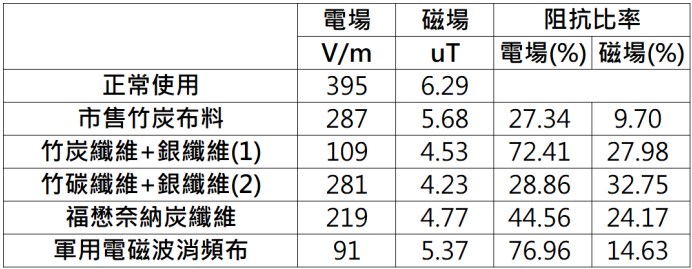 電場 磁場 阻抗比率
V/m uT 電場(%) 磁場(%)
正常使用 395 6.29
市售竹炭布料 287 5.68 27.34 9.70
竹炭纖維+銀纖維(1) 109 4.53 72.41 27.98
竹碳纖維+銀纖維(2) 281 4.23 28.86 32.75
福懋奈納炭纖維 219 4.77 44.56 24.17
軍用電磁波消頻布 91 5.37 76.96 14.63